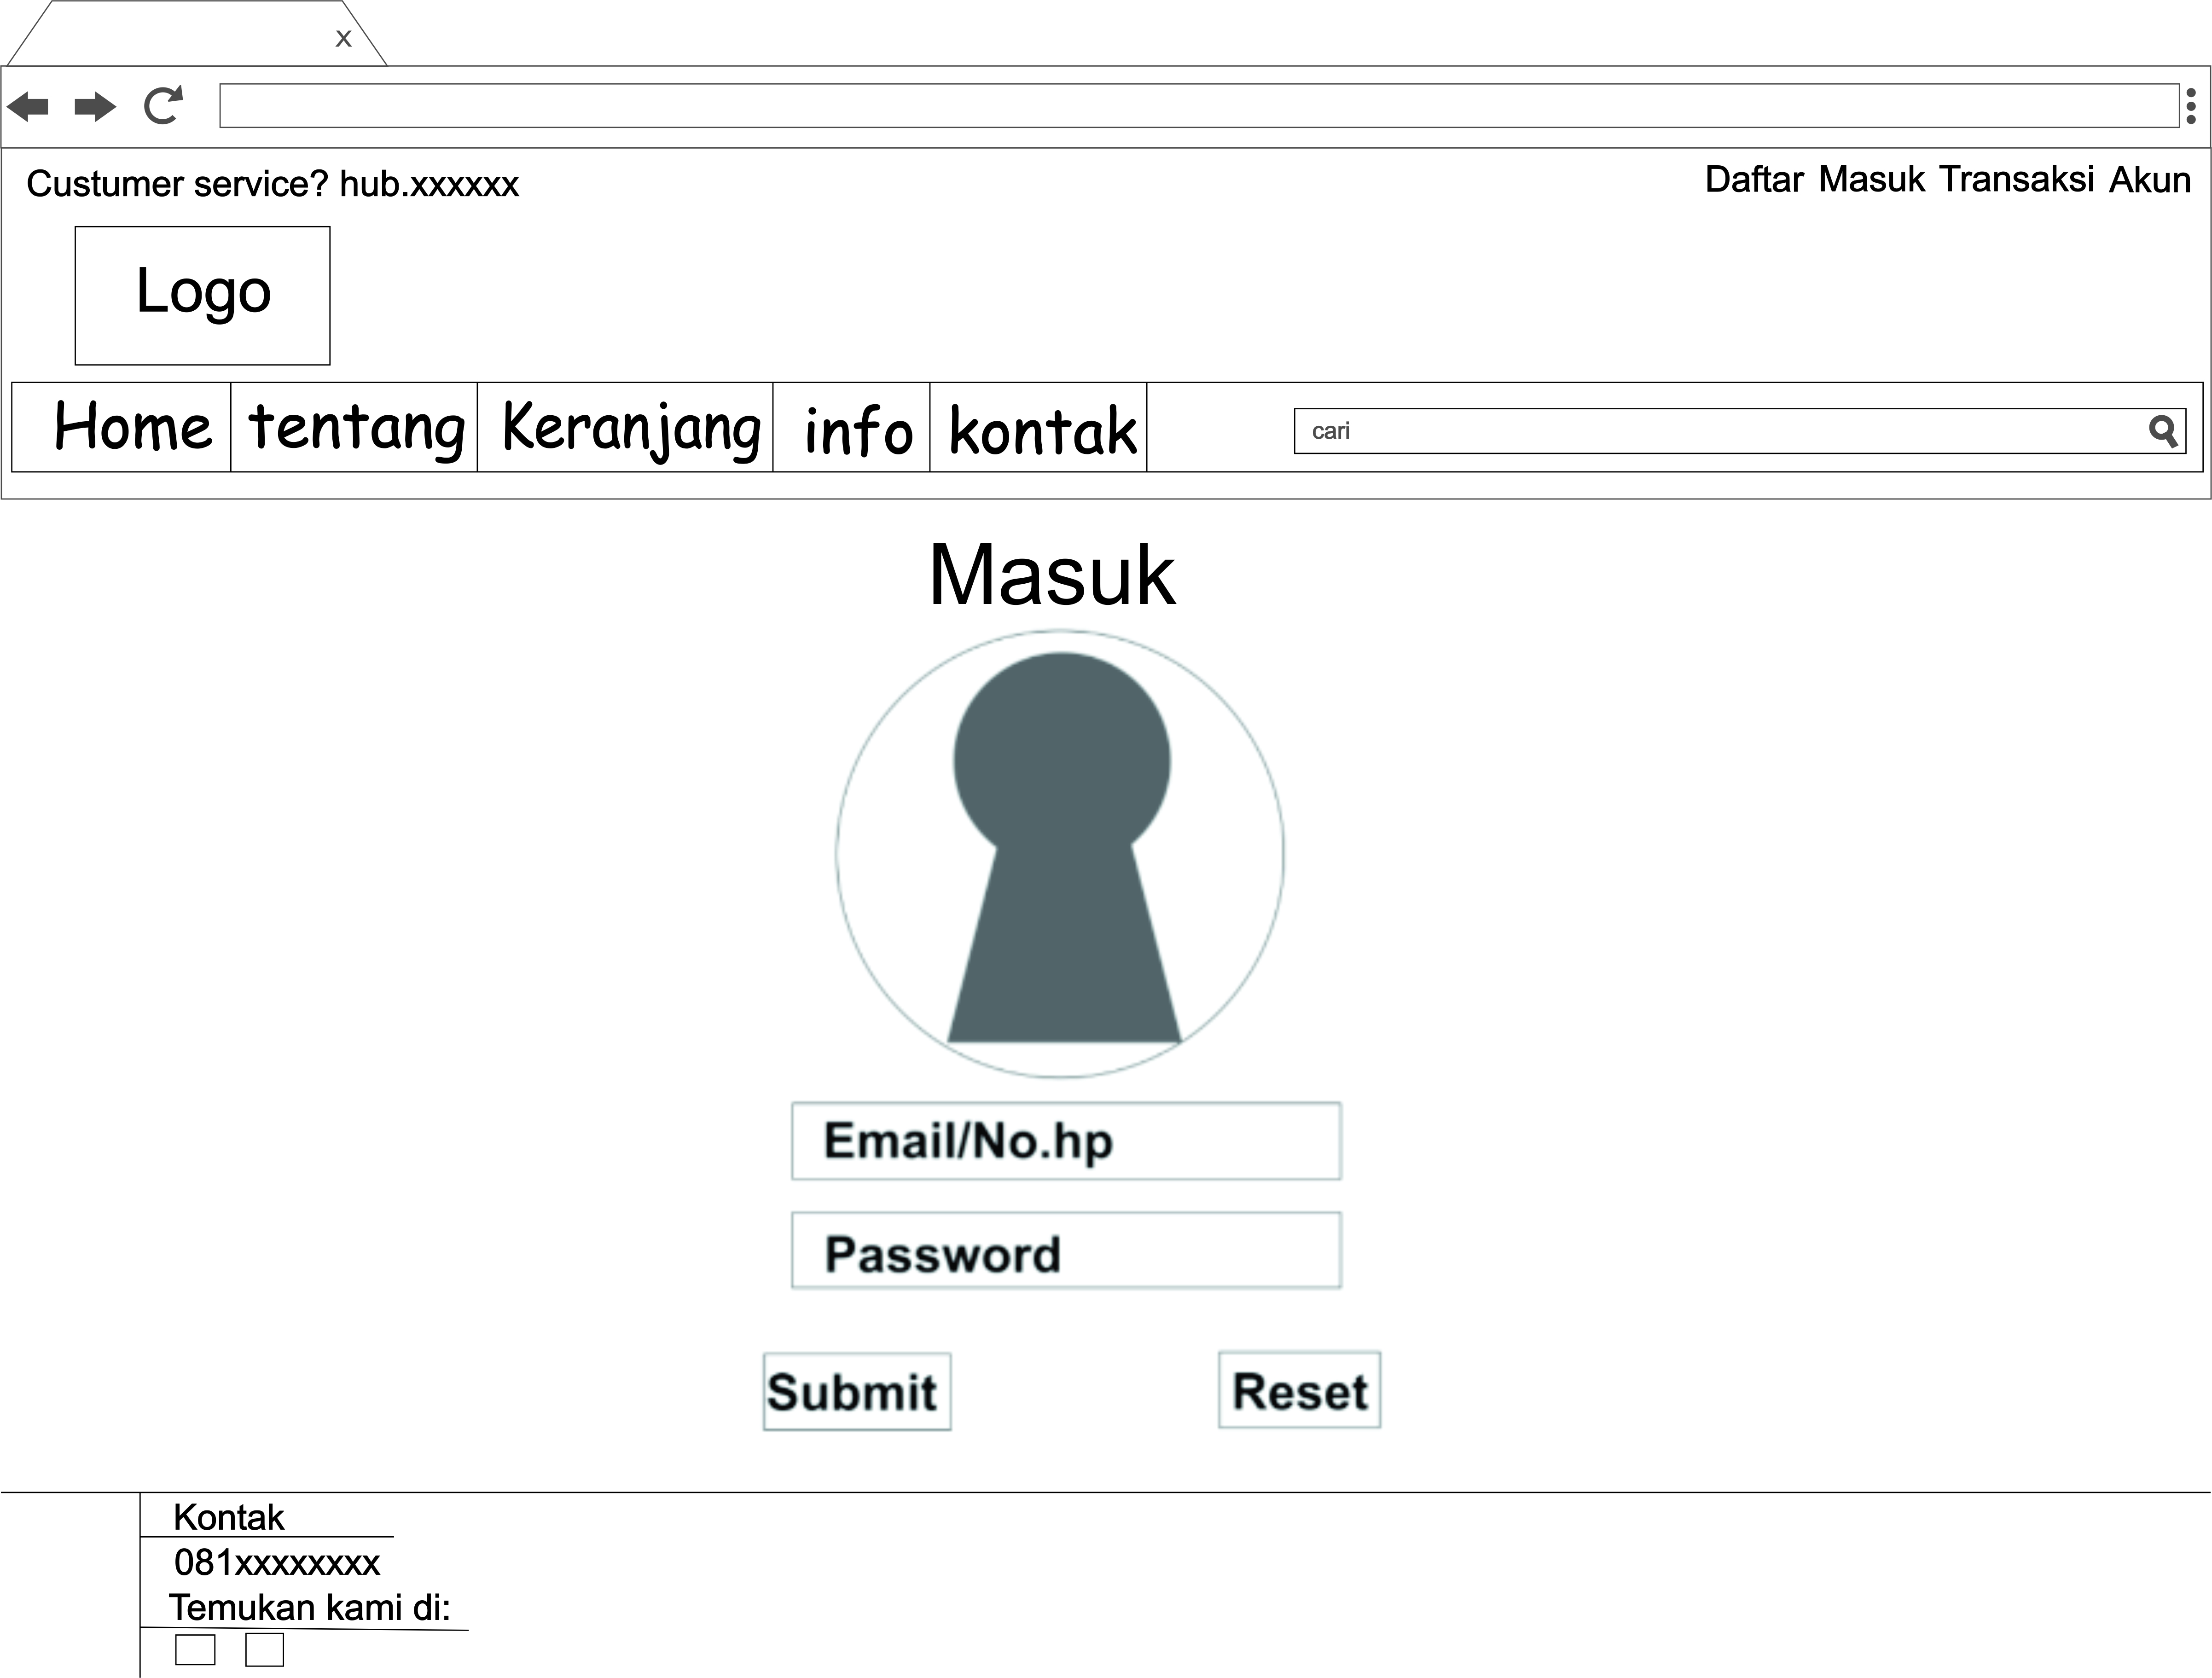 x
Custumer service? hub.xxxxxx
Daftar Masuk Transaksi Akun
Logo
Home tentang Keranjang info kontak cari
Masuk
Email/No.hp
Password
Submit Reset
Kontak
081xxxxxxxx
Temukan kami di: